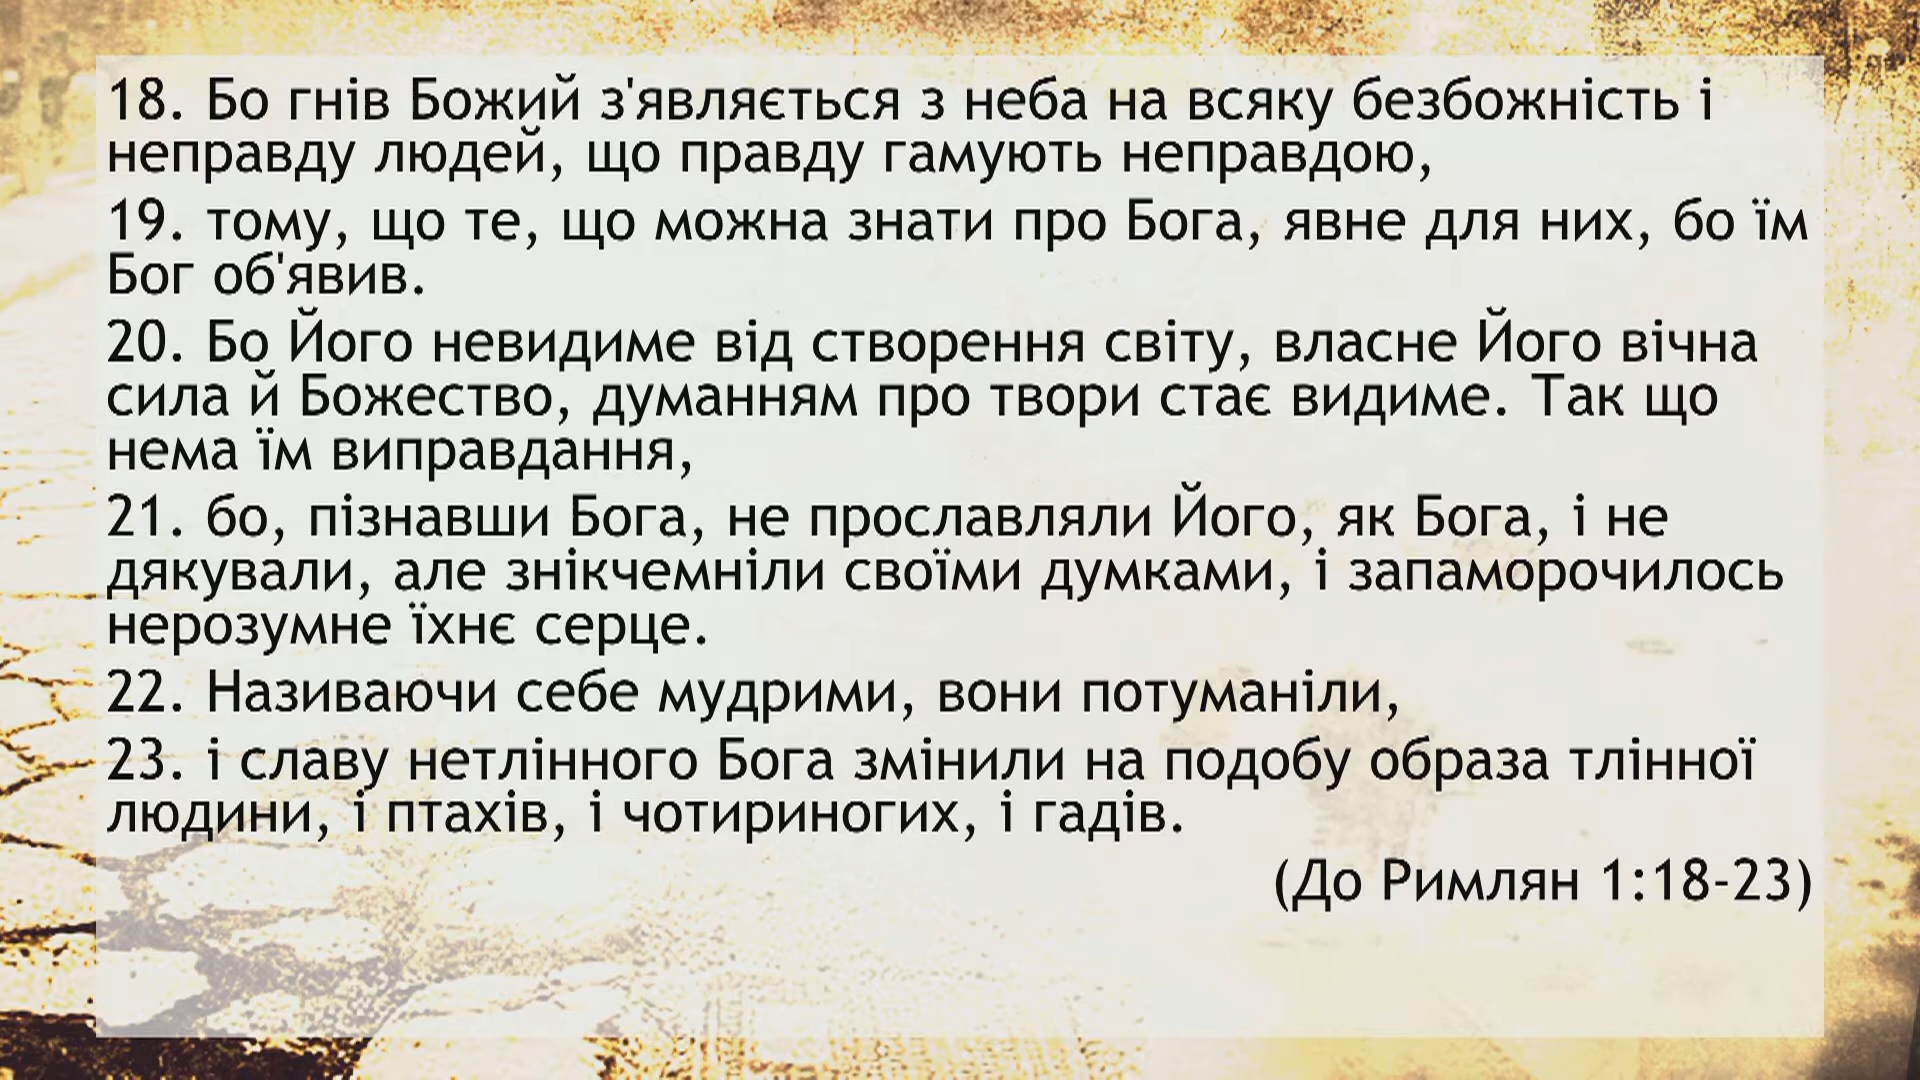 18. Бо гнів Божий з'являється з неба на всяку безбожність і
неправду людей, що правду гамують неправдою,
19. тому, що те, що можна знати про Бога, явне для них, бо їм
Бог об'явив.
20. Бо Його невидиме від створення світу, власне Його вічна
сила й Божество, думанням про твори стає видиме. Так що
нема їм виправдання,
21. бо, пізнавши Бога, не прославляли Його, як Бога, і не
дякували, але знікчемніли своїми думками, і запаморочилось
нерозумне їхнє серце.
22. Називаючи себе мудрими, вони потуманіли,
23. і славу нетлінного Бога змінили на подобу образа тлінної
людини, і птахів, і чотириногих, і гадів.
(До Римлян 1:18-23)